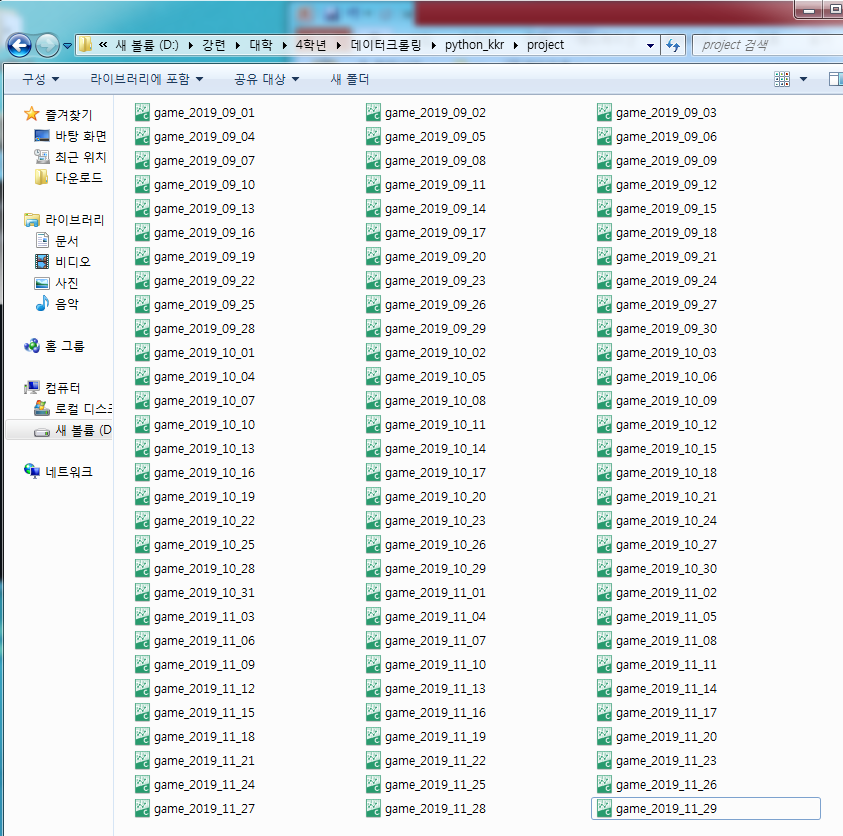 « 새 볼륨 (D:) ▸ 강련 ▸ 대학 ▸ 4학년 ▸ 데이터크롤링 ▸ python_kkr ▸ project
project 검색
구성 라이브러리에 포함 공유 대상 새 폴더
즐겨찾기
바탕 화면
최근 위치
다운로드
라이브러리
문서
비디오
사진
음악
홈 그룹
컴퓨터
로컬 디스크
새 볼륨 (D
네트워크
game_2019_09_01 game_2019_09_02 game_2019_09_03
game_2019_09_04 game_2019_09_05 game_2019_09_06
game_2019_09_07 game_2019_09_08 game_2019_09_09
game_2019_09_10 game_2019_09_11 game_2019_09_12
game_2019_09_13 game_2019_09_14 game_2019_09_15
game_2019_09_16 game_2019_09_17 game_2019_09_18
game_2019_09_19 game_2019_09_20 game_2019_09_21
game_2019_09_22 game_2019_09_23 game_2019_09_24
game_2019_09_25 game_2019_09_26 game_2019_09_27
game_2019_09_28 game_2019_09_29 game_2019_09_30
game_2019_10_01 game_2019_10_02 game_2019_10_03
game_2019_10_04 game_2019_10_05 game_2019_10_06
game_2019_10_07 game_2019_10_08 game_2019_10_09
game_2019_10_10 game_2019_10_11 game_2019_10_12
game_2019_10_13 game_2019_10_14 game_2019_10_15
game_2019_10_16 game_2019_10_17 game_2019_10_18
game_2019_10_19 game_2019_10_20 game_2019_10_21
game_2019_10_22 game_2019_10_23 game_2019_10_24
game_2019_10_25 game_2019_10_26 game_2019_10_27
game_2019_10_28 game_2019_10_29 game_2019_10_30
game_2019_10_31 game_2019_11_01 game_2019_11_02
game_2019_11_03 game_2019_11_04 game_2019_11_05
game_2019_11_06 game_2019_11_07 game_2019_11_08
game_2019_11_09 game_2019_11_10 game_2019_11_11
game_2019_11_12 game_2019_11_13 game_2019_11_14
game_2019_11_15 game_2019_11_16 game_2019_11_17
game_2019_11_18 game_2019_11_19 game_2019_11_20
game_2019_11_21 game_2019_11_22 game_2019_11_23
game_2019_11_24 game_2019_11_25 game_2019_11_26
game_2019_11_27 game_2019_11_28 game_2019_11_29